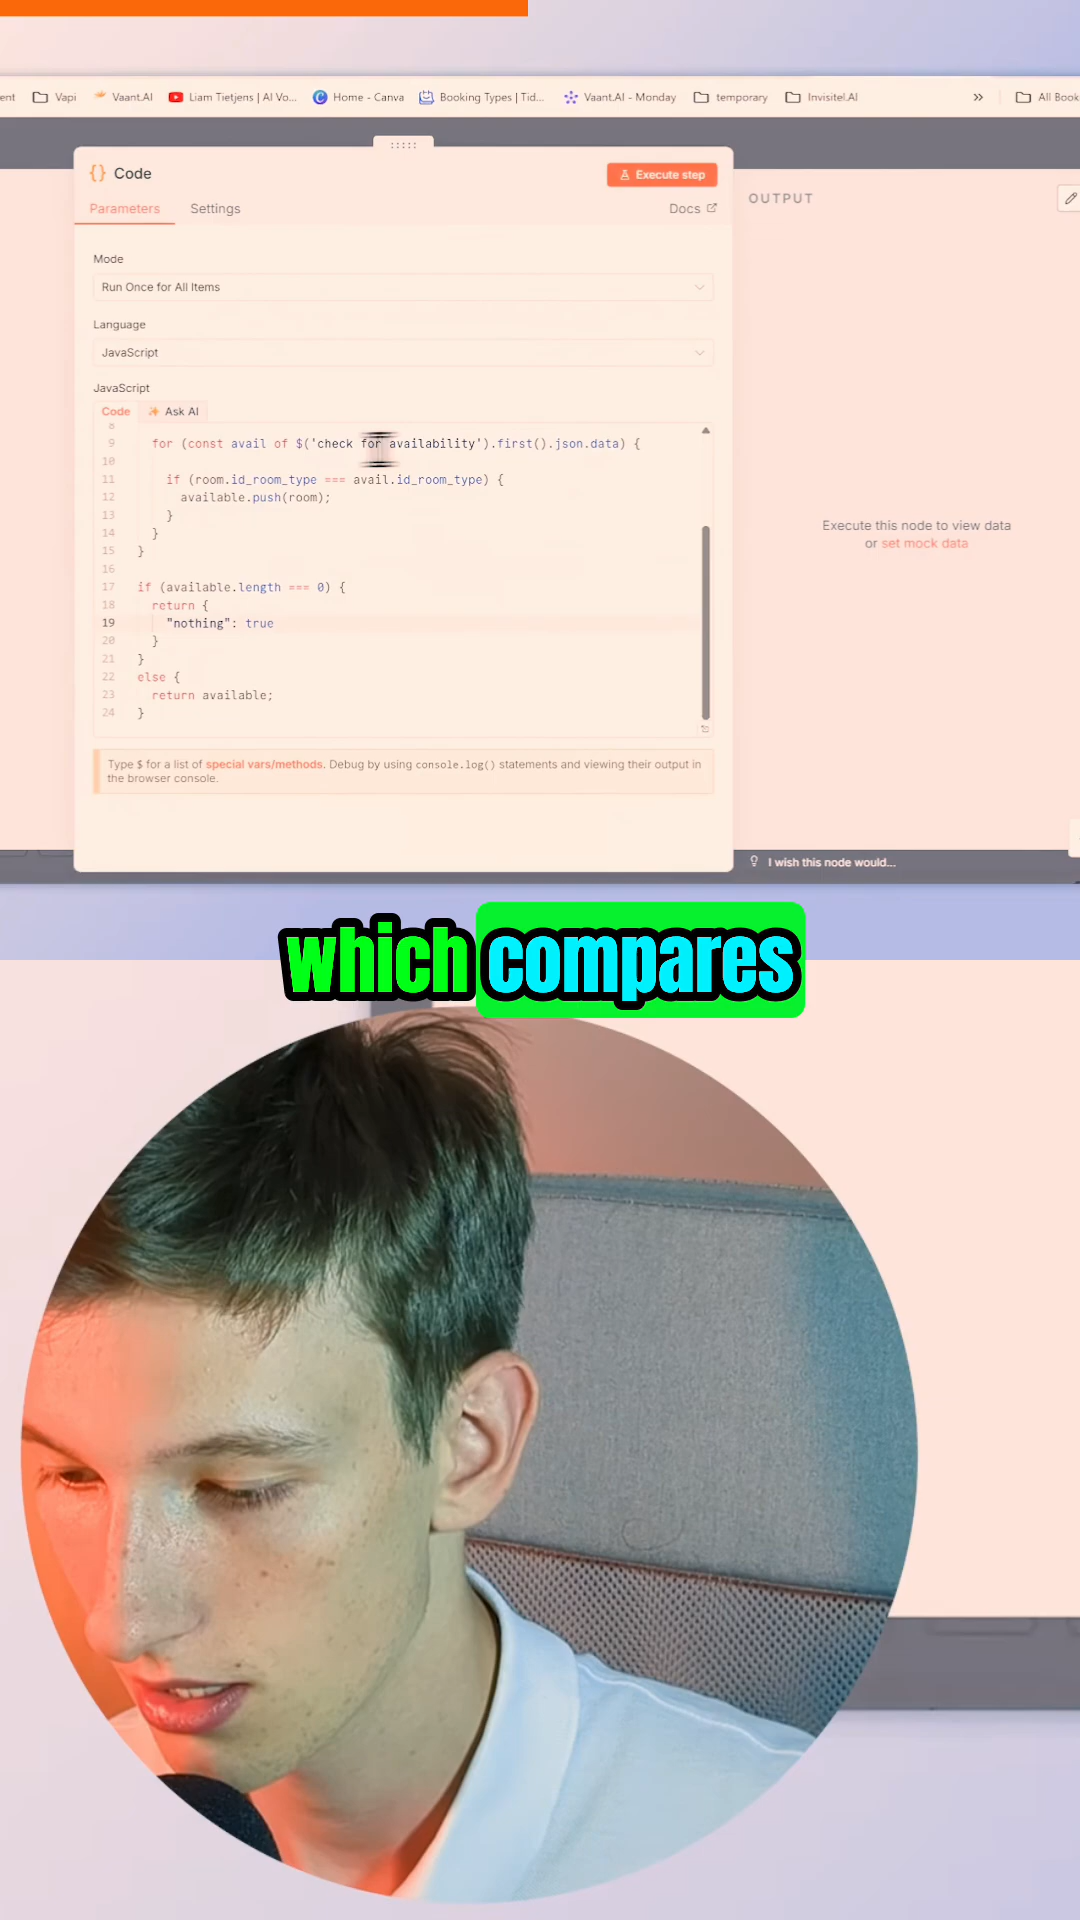 ent Vapi Vaant.AI Liam Tietjens | AI Vo... Home - Canva Booking Types | Tid... Vaant.AI - Monday temporary Invisitel.AI » All Book
{} Code
Execute step
OUTPUT
Parameters Settings Docs
Mode
Run Once for All Items
Language
JavaScript
JavaScript
Code Ask AI
8
9 for (const avail of $('check for availability').first().json.data) {
10
11 if (room.id_room_type === avail.id_room_type) {
12 available.push(room);
13 }
14 }
15 }
16
17 if (available.length === 0) {
18 return {
19 "nothing": true
20 }
21 }
22 else {
23 return available;
24 }
Type $ for a list of special vars/methods. Debug by using console.log() statements and viewing their output in
the browser console.
Execute this node to view data
or set mock data
I wish this node would...
which compares